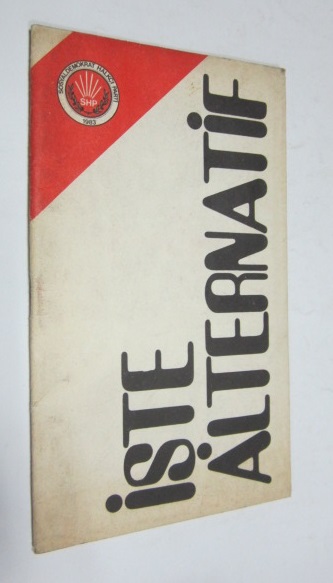 SOSYALDEMOKRAT HALKÇI PARTİ
SHP
1983
İŞTE
ALTERNATİF